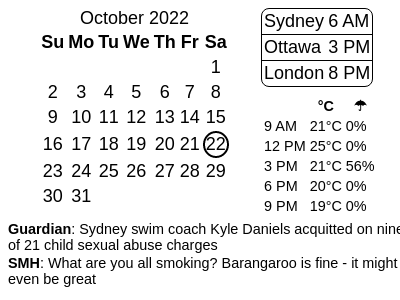 October 2022
Su Mo Tu We Th Fr Sa
1
2 3 4 5 6 7 8
9 10 11 12 13 14 15
16 17 18 19 20 21 22
23 24 25 26 27 28 29
30 31
Sydney 6 AM
Ottawa 3 PM
London 8 PM
°C ☂
9 AM 21°C 0%
12 PM 25°C 0%
3 PM 21°C 56%
6 PM 20°C 0%
9 PM 19°C 0%
Guardian: Sydney swim coach Kyle Daniels acquitted on nine
of 21 child sexual abuse charges
SMH: What are you all smoking? Barangaroo is fine - it might
even be great